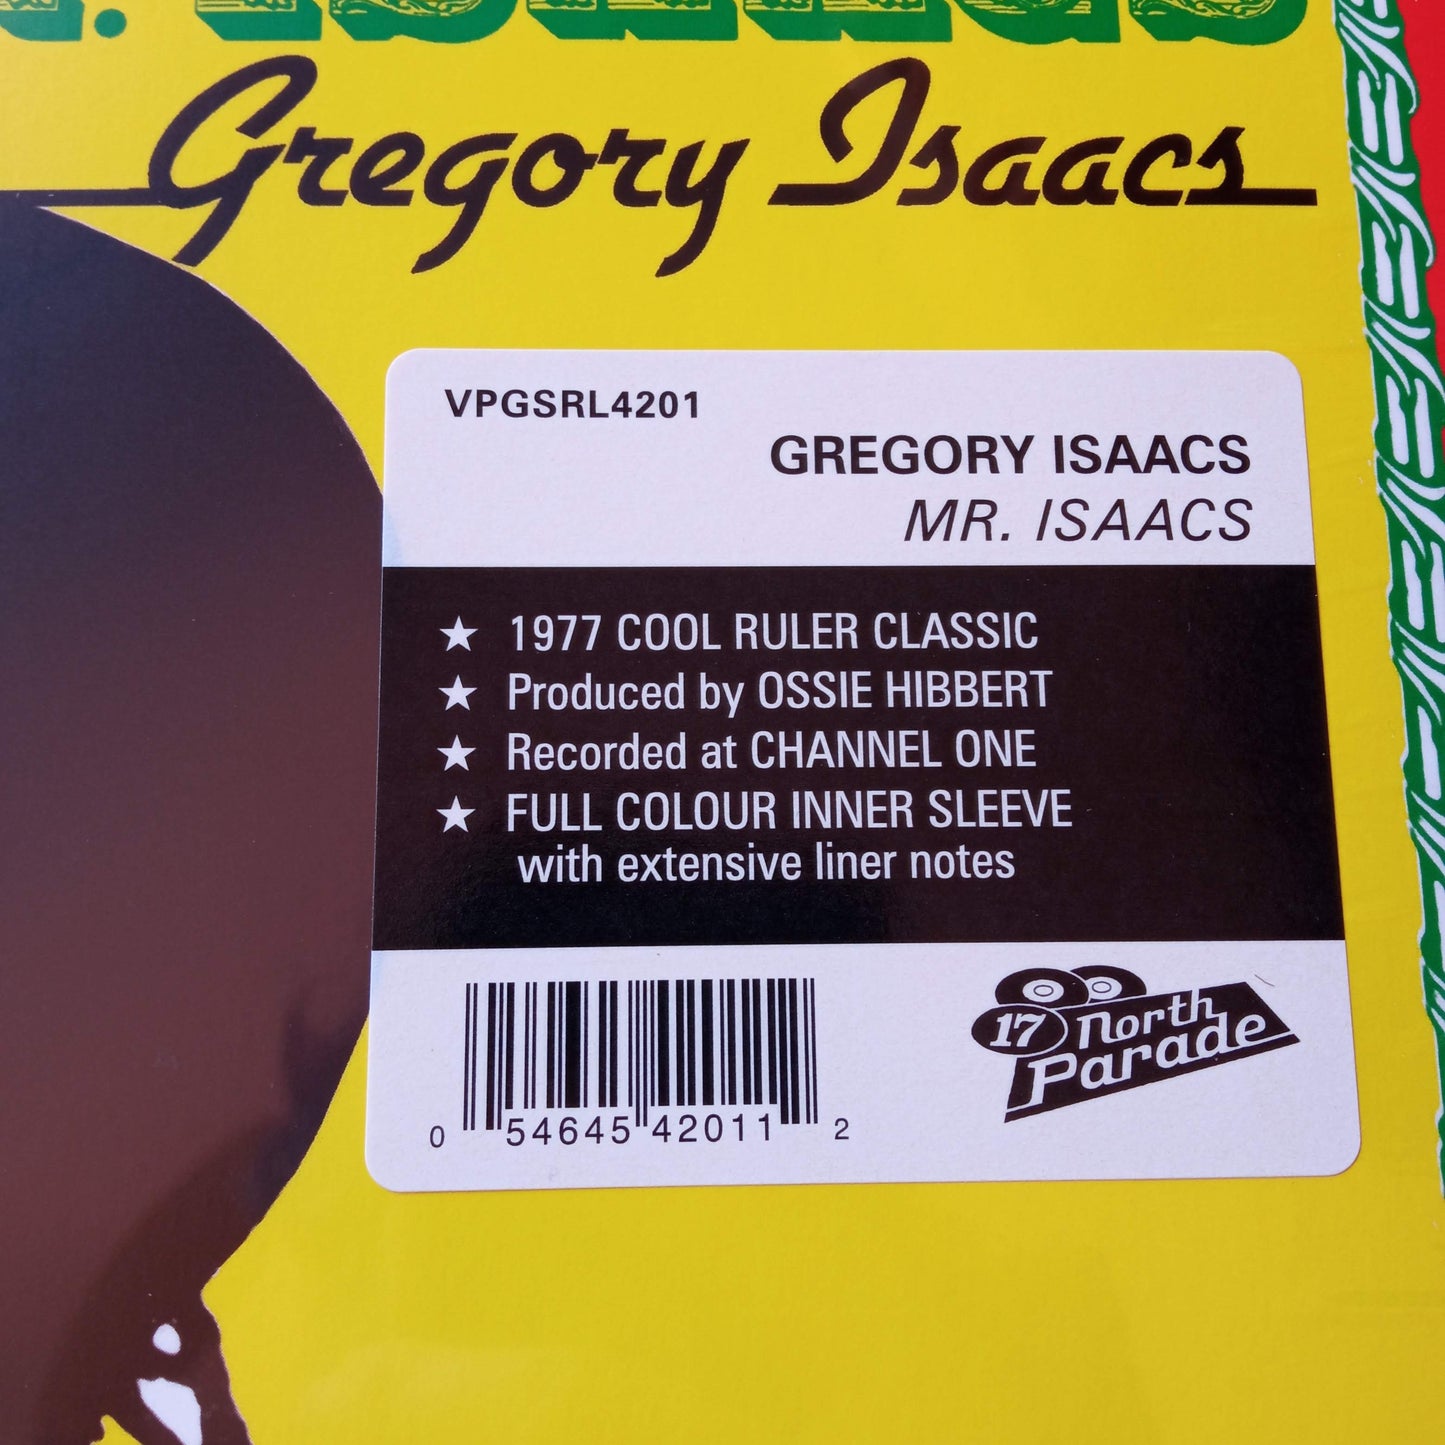 Gregory Isaacs
VPGSRL4201
GREGORY ISAACS
MR. ISAACS
★ 1977 COOL RULER CLASSIC
★ Produced by OSSIE HIBBERT
★ Recorded at CHANNEL ONE
★ FULL COLOUR INNER SLEEVE
with extensive liner notes
17 North
Parade
0 54645 42011 2